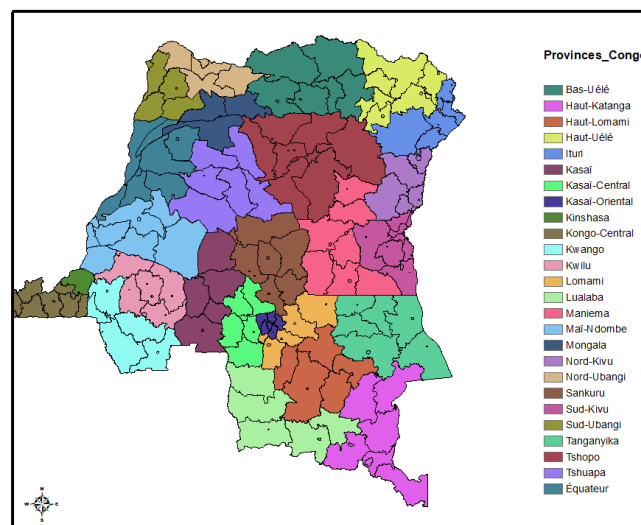 Provinces_Congo
Bas-Uélé
Haut-Katanga
Haut-Lomami
Haut-Uélé
Ituri
Kasaï
Kasaï-Central
Kasaï-Oriental
Kinshasa
Kongo-Central
Kwango
Kwilu
Lomami
Lualaba
Maniema
Maï-Ndombe
Mongala
Nord-Kivu
Nord-Ubangi
Sankuru
Sud-Kivu
Sud-Ubangi
Tanganyika
Tshopo
Tshuapa
Équateur
N
W E
S